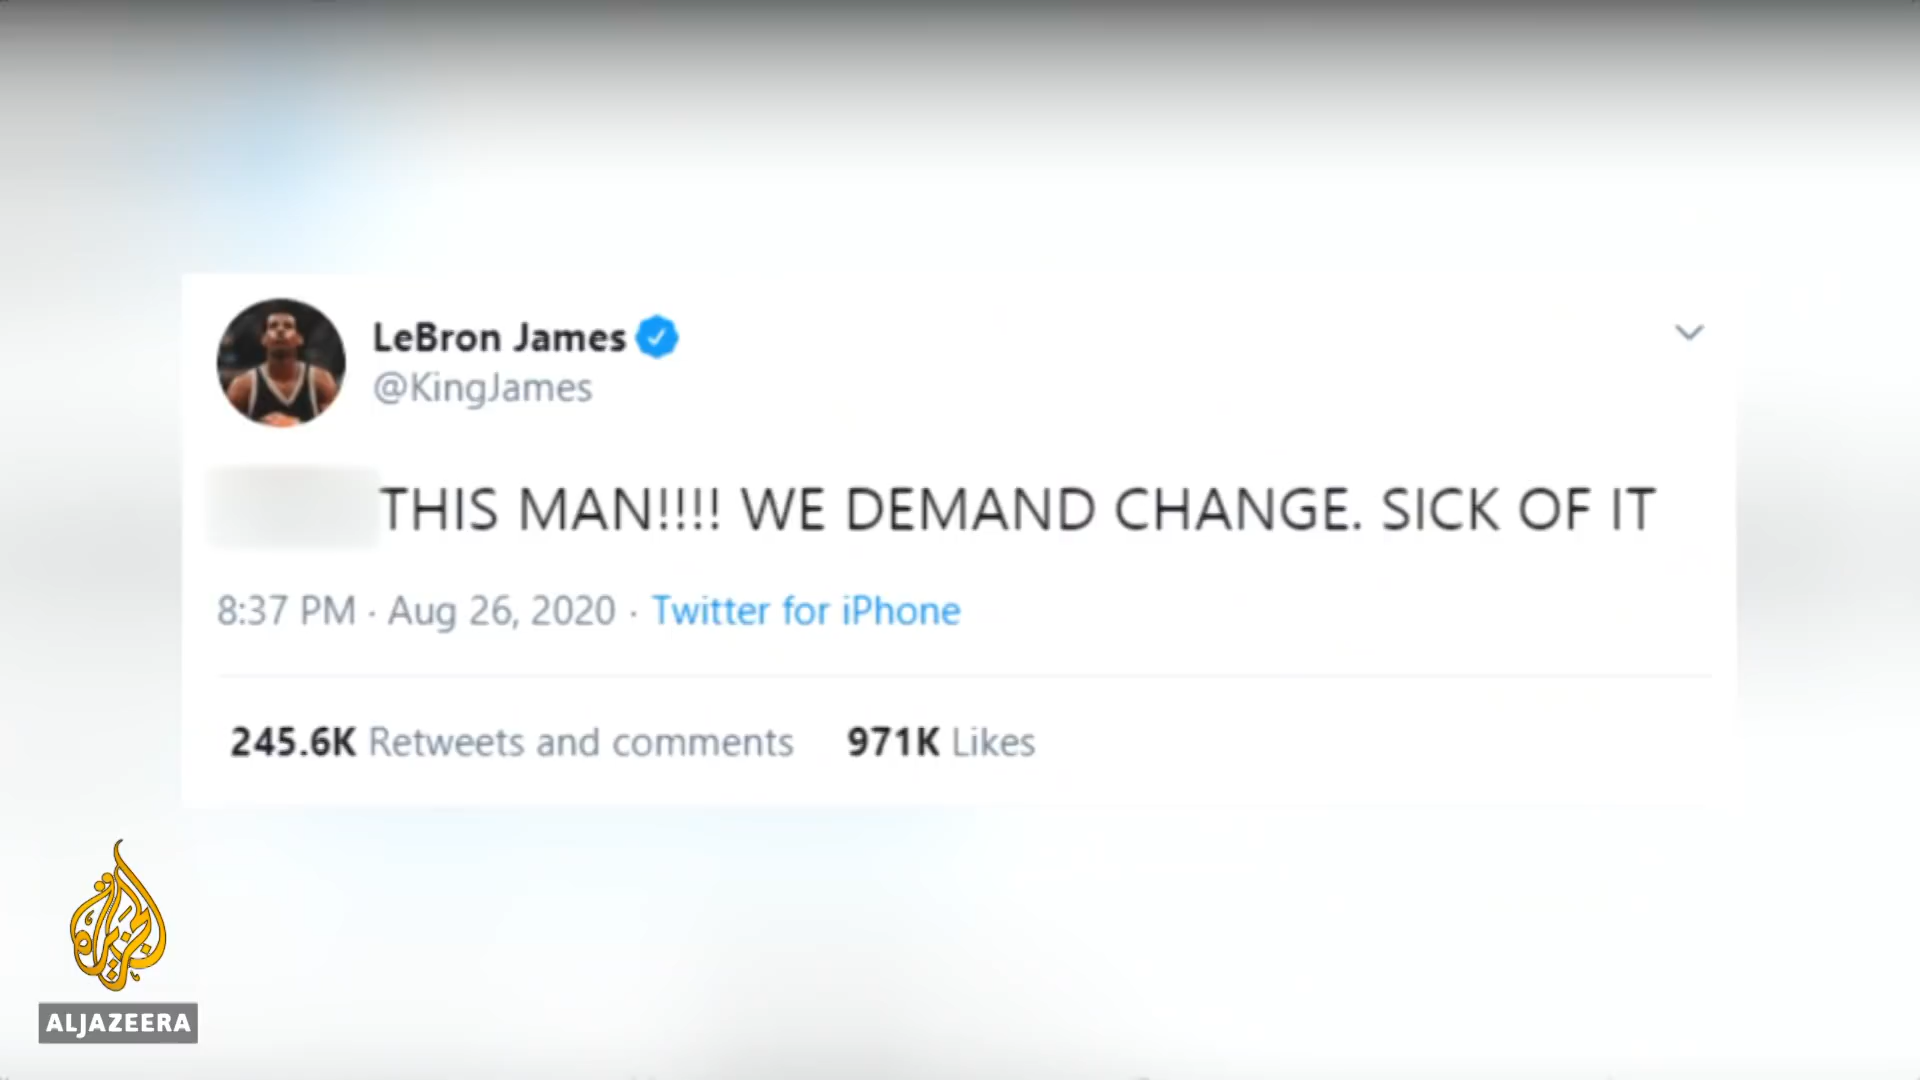 LeBron James
@KingJames
THIS MAN!!!! WE DEMAND CHANGE. SICK OF IT
8:37 PM · Aug 26, 2020 · Twitter for iPhone
245.6K Retweets and comments 971K Likes
الجزيرة
ALJAZEERA